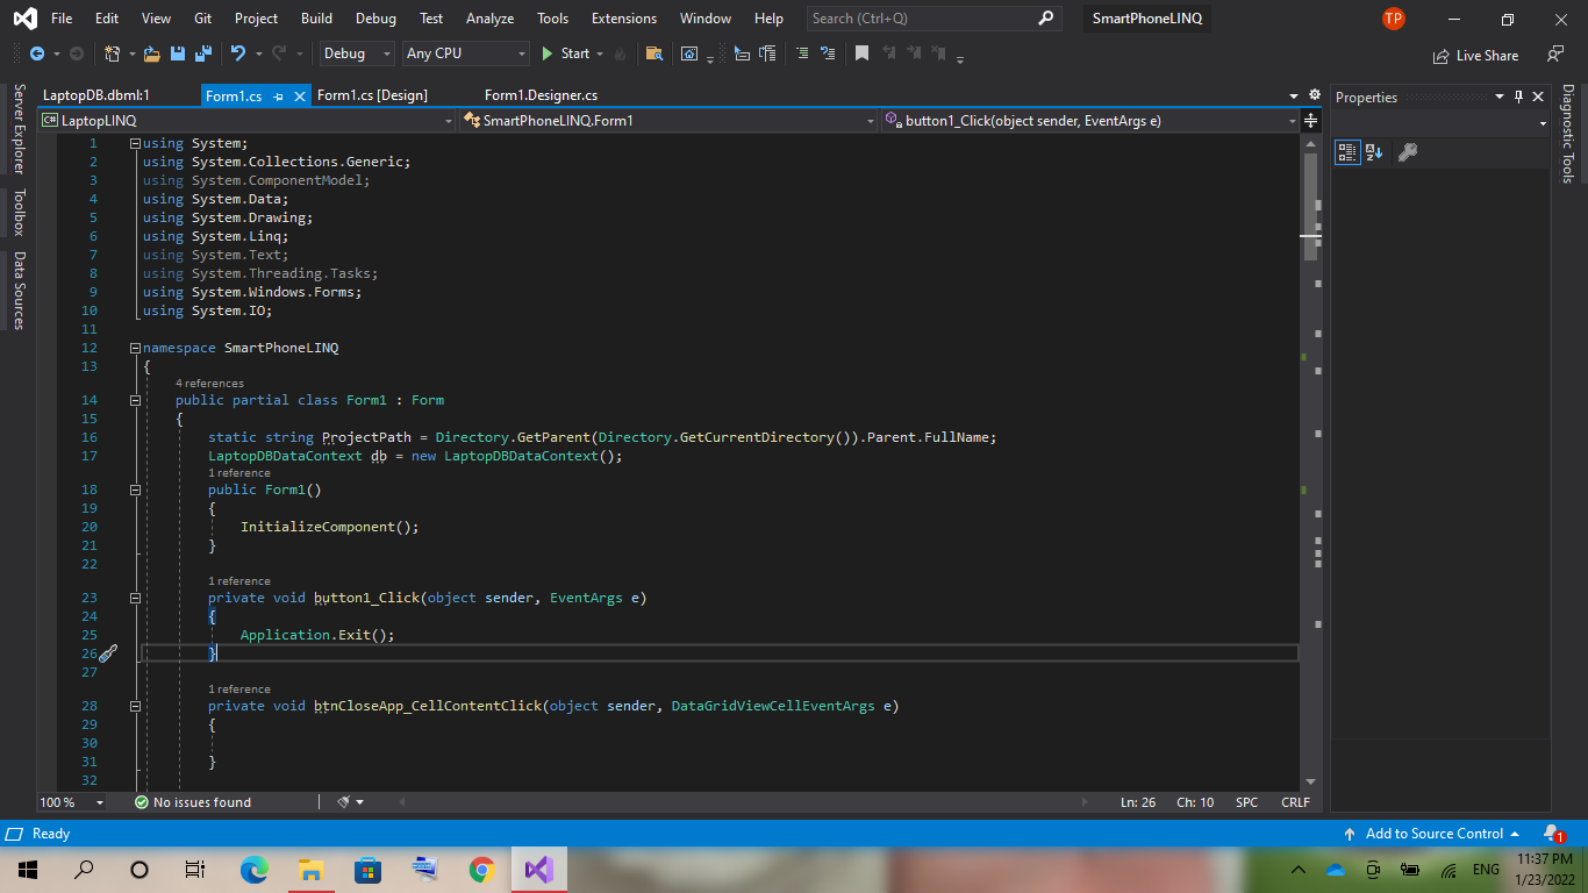 File Edit View Git Project Build Debug Test Analyze Tools Extensions Window Help Search (Ctrl+Q) SmartPhoneLINQ TP
Debug Any CPU Start Live Share
LaptopDB.dbml:1 Form1.cs Form1.cs [Design] Form1.Designer.cs
LaptopLINQ SmartPhoneLINQ.Form1 button1_Click(object sender, EventArgs e)
Server Explorer
Toolbox
Data Sources
1 using System;
2 using System.Collections.Generic;
3 using System.ComponentModel;
4 using System.Data;
5 using System.Drawing;
6 using System.Linq;
7 using System.Text;
8 using System.Threading.Tasks;
9 using System.Windows.Forms;
10 using System.IO;
11
12 namespace SmartPhoneLINQ
13 {
4 references
14 public partial class Form1 : Form
15 {
16 static string ProjectPath = Directory.GetParent(Directory.GetCurrentDirectory()).Parent.FullName;
17 LaptopDBDataContext db = new LaptopDBDataContext();
1 reference
18 public Form1()
19 {
20 InitializeComponent();
21 }
22
1 reference
23 private void button1_Click(object sender, EventArgs e)
24 {
25 Application.Exit();
26 }
27
1 reference
28 private void btnCloseApp_CellContentClick(object sender, DataGridViewCellEventArgs e)
29 {
30
31 }
32
Properties
Diagnostic Tools
100 % No issues found Ln: 26 Ch: 10 SPC CRLF
Ready Add to Source Control 1
ENG 11:37 PM
1/23/2022